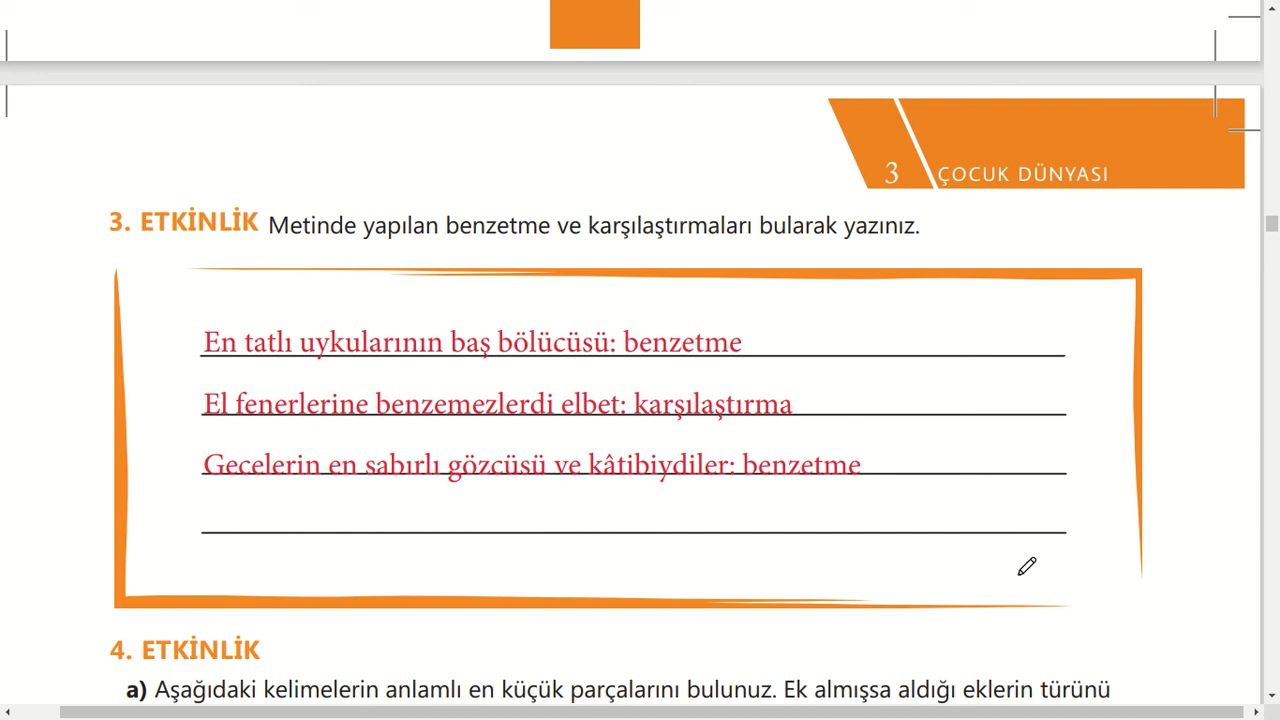 3 ÇOCUK DÜNYASI
3. ETKİNLİK Metinde yapılan benzetme ve karşılaştırmaları bularak yazınız.
En tatlı uykularının baş bölücüsü: benzetme
El fenerlerine benzemezlerdi elbet: karşılaştırma
Gecelerin en sabırlı gözcüsü ve kâtibiydiler: benzetme
4. ETKİNLİK
a) Aşağıdaki kelimelerin anlamlı en küçük parçalarını bulunuz. Ek almışsa aldığı eklerin türünü